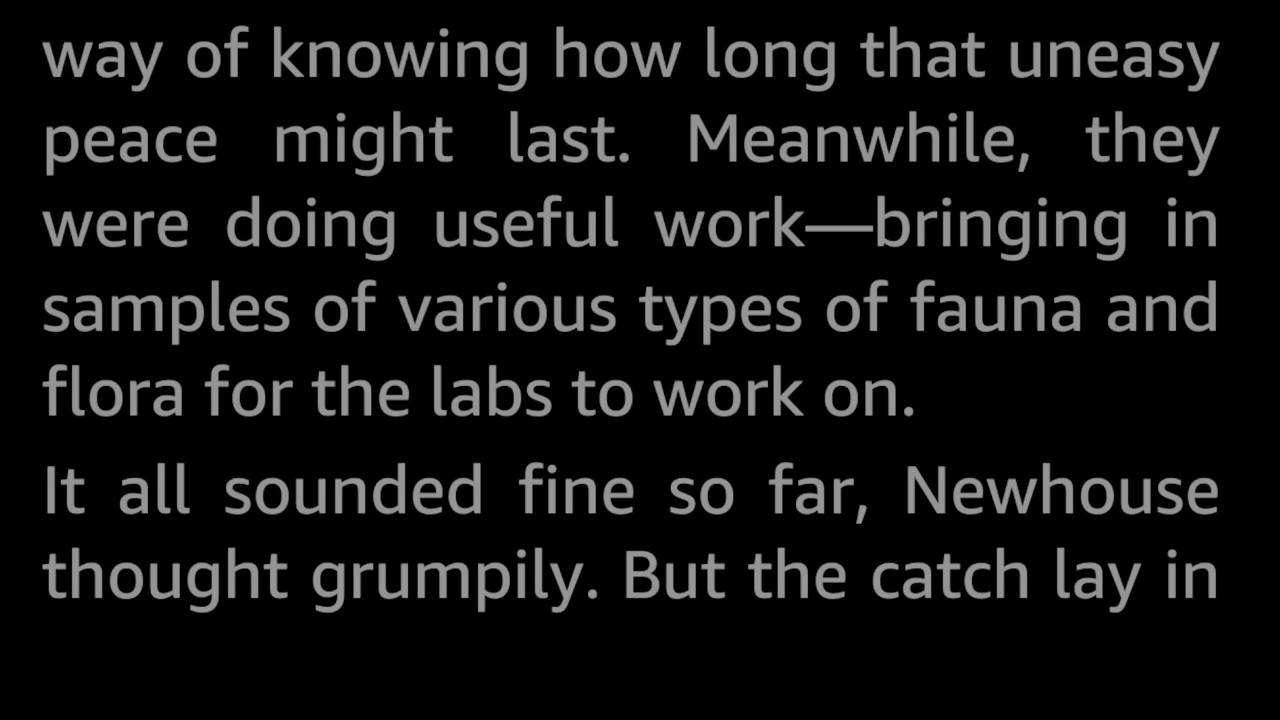 way of knowing how long that uneasy
peace might last. Meanwhile, they
were doing useful work—bringing in
samples of various types of fauna and
flora for the labs to work on.
It all sounded fine so far, Newhouse
thought grumpily. But the catch lay in